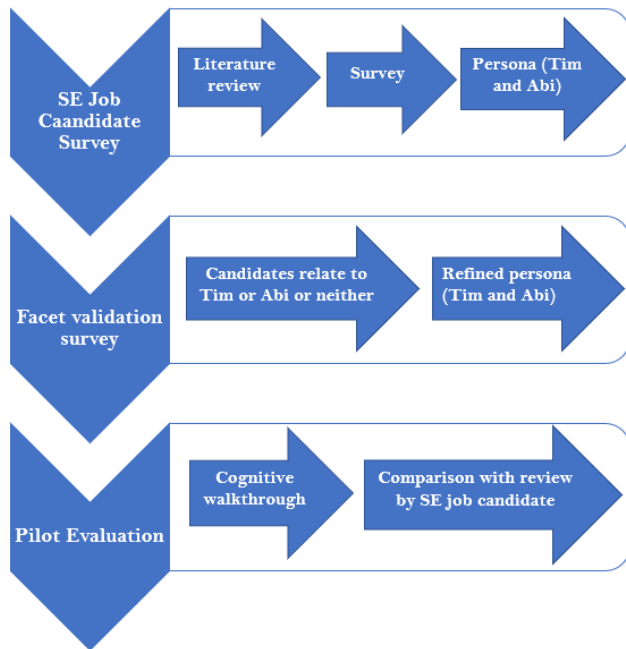 SE Job
Caandidate
Survey
Literature
review
Survey
Persona (Tim
and Abi)
Facet validation
survey
Candidates relate to
Tim or Abi or neither
Refined persona
(Tim and Abi)
Pilot Evaluation
Cognitive
walkthrough
Comparison with review
by SE job candidate